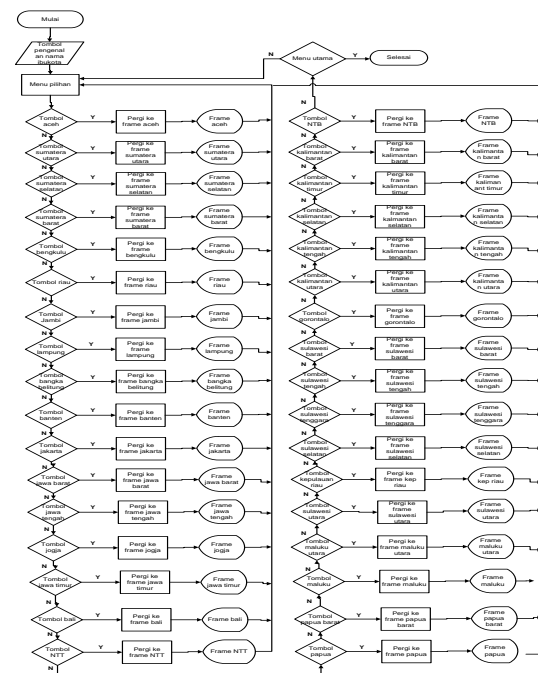 Mulai
Tombol
pengenal
an nama
ibukota
Menu pilihan
N
Menu utama
Y
Selesai
N
Tombol
aceh
Y
Pergi ke
frame aceh
Frame
aceh
N
Tombol
sumatera
utara
Y
Pergi ke
frame
sumatera
utara
Frame
sumatera
utara
N
Tombol
sumatera
selatan
Y
Pergi ke
frame
sumatera
selatan
Frame
sumatera
selatan
N
Tombol
sumatera
barat
Y
Pergi ke
frame
sumatera
barat
Frame
sumatera
barat
N
Tombol
bengkulu
Y
Pergi ke
frame
bengkulu
Frame
bengkulu
N
Tombol riau
Y
Pergi ke
frame riau
Frame
riau
N
Tombol
Jambi
Y
Pergi ke
frame jambi
Frame
jambi
N
Tombol
lampung
Y
Pergi ke
frame
lampung
Frame
lampung
N
Tombol
bangka
belitung
Y
Pergi ke
frame bangka
belitung
Frame
bangka
belitung
N
Tombol
banten
Y
Pergi ke
frame banten
Frame
banten
N
Tombol
jakarta
Y
Pergi ke
frame jakarta
Frame
jakarta
N
Tombol
jawa barat
Y
Pergi ke
frame jawa
barat
Frame
jawa barat
N
Tombol
jawa
tengah
Y
Pergi ke
frame jawa
tengah
Frame
jawa
tengah
N
Tombol
jogja
Y
Pergi ke
frame jogja
Frame
jogja
N
Tombol
jawa timur
Y
Pergi ke
frame jawa
timur
Frame
jawa timur
N
Tombol bali
Y
Pergi ke
frame bali
Frame bali
N
Tombol
NTT
Y
Pergi ke
frame NTT
Frame NTT
N
N
Tombol
NTB
Y
Pergi ke
frame NTB
Frame
NTB
N
Tombol
kalimantan
barat
Y
Pergi ke
frame
kalimantan
barat
Frame
kalimanta
n barat
N
Tombol
kalimantan
timur
Y
Pergi ke
frame
kalimantan
timur
Frame
kaliman
ant timur
N
Tombol
kalimantan
selatan
Y
Pergi ke
frame
kalimantan
selatan
Frame
kalimanta
n selatan
N
Tombol
kalimantan
tengah
Y
Pergi ke
frame
kalimantan
tengah
Frame
kalimanta
n tengah
N
Tombol
kalimantan
utara
Y
Pergi ke
frame
kalimantan
utara
Frame
kalimanta
n utara
N
Tombol
gorontalo
Y
Pergi ke
frame
gorontalo
Frame
gorontalo
N
Tombol
sulawesi
barat
Y
Pergi ke
frame
sulawesi
barat
Frame
sulawesi
barat
N
Tombol
sulawesi
tengah
Y
Pergi ke
frame
sulawesi
tengah
Frame
sulawesi
tengah
N
Tombol
sulawesi
tenggara
Y
Pergi ke
frame
sulawesi
tenggara
Frame
sulawesi
tenggara
N
Tombol
sulawesi
selatan
Y
Pergi ke
frame
sulawesi
selatan
Frame
sulawesi
selatan
N
Tombol
kepulauan
riau
Y
Pergi ke
frame kep
riau
Frame
kep riau
N
Tombol
sulawesi
utara
Y
Pergi ke
frame
sulawesi
utara
Frame
sulawesi
utara
N
Tombol
maluku
utara
Y
Pergi ke
frame maluku
utara
Frame
maluku
utara
N
Tombol
maluku
Y
Pergi ke
frame maluku
Frame
maluku
N
Tombol
papua barat
Y
Pergi ke
frame papua
barat
Frame
papua
barat
N
Tombol
papua
Y
Pergi ke
frame papua
Frame
papua